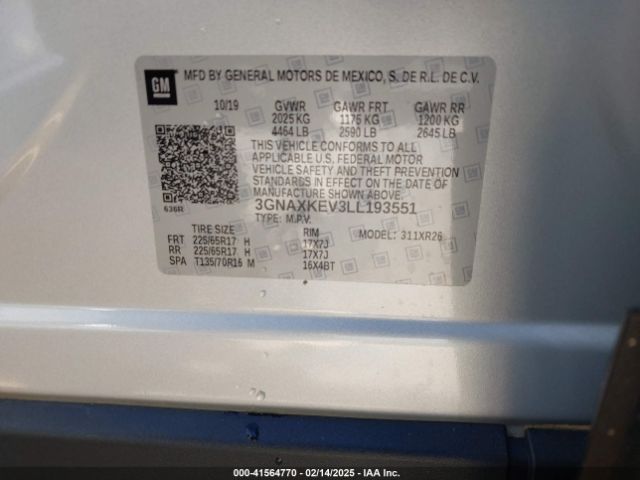 GM MFD BY GENERAL MOTORS DE MEXICO, S. DE R.L. DE C.V.
10/19 GVWR GAWR FRT GAWR RR
2025 KG 1175 KG 1200 KG
4464 LB 2590 LB 2645 LB
THIS VEHICLE CONFORMS TO ALL
APPLICABLE U.S. FEDERAL MOTOR
VEHICLE SAFETY AND THEFT
PREVENTION STANDARDS IN EFFECT
ON THE DATE OF
MANUFACTURE SHOWN ABOVE.
636R 3GNAXKEV3LL193551
TYPE: M.P.V.
TIRE SIZE RIM MODEL: 311XR26
FRT 225/65R17 H 17X7J
RR 225/65R17 H 17X7J
SPA T135/70R16 M 16X4BT
000-41564770 - 02/14/2025 - IAA Inc.